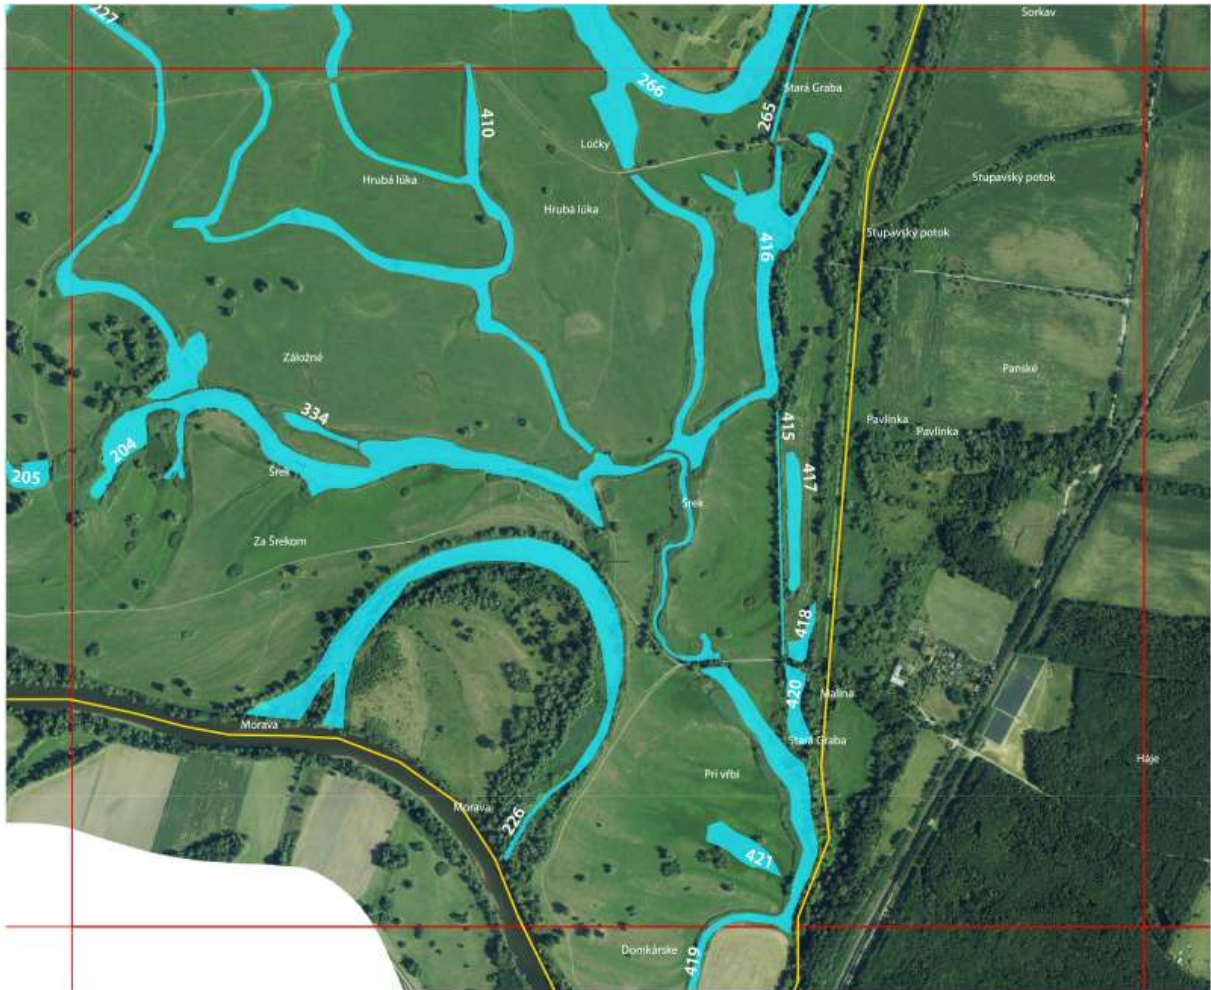 227
Sorkav
266
Stará Graba
265
410
Lúčky
Hrubá lúka
Stupavský potok
Hrubá lúka
Stupavský potok
416
Záložné
Panské
334
415
Pavlinka
Pavlinka
204
205
Šrek
417
Šrek
Za Šrekom
418
420
Malina
Morava
Stará Graba
Háje
Pri vŕbi
Morava
226
421
Domkárske
419